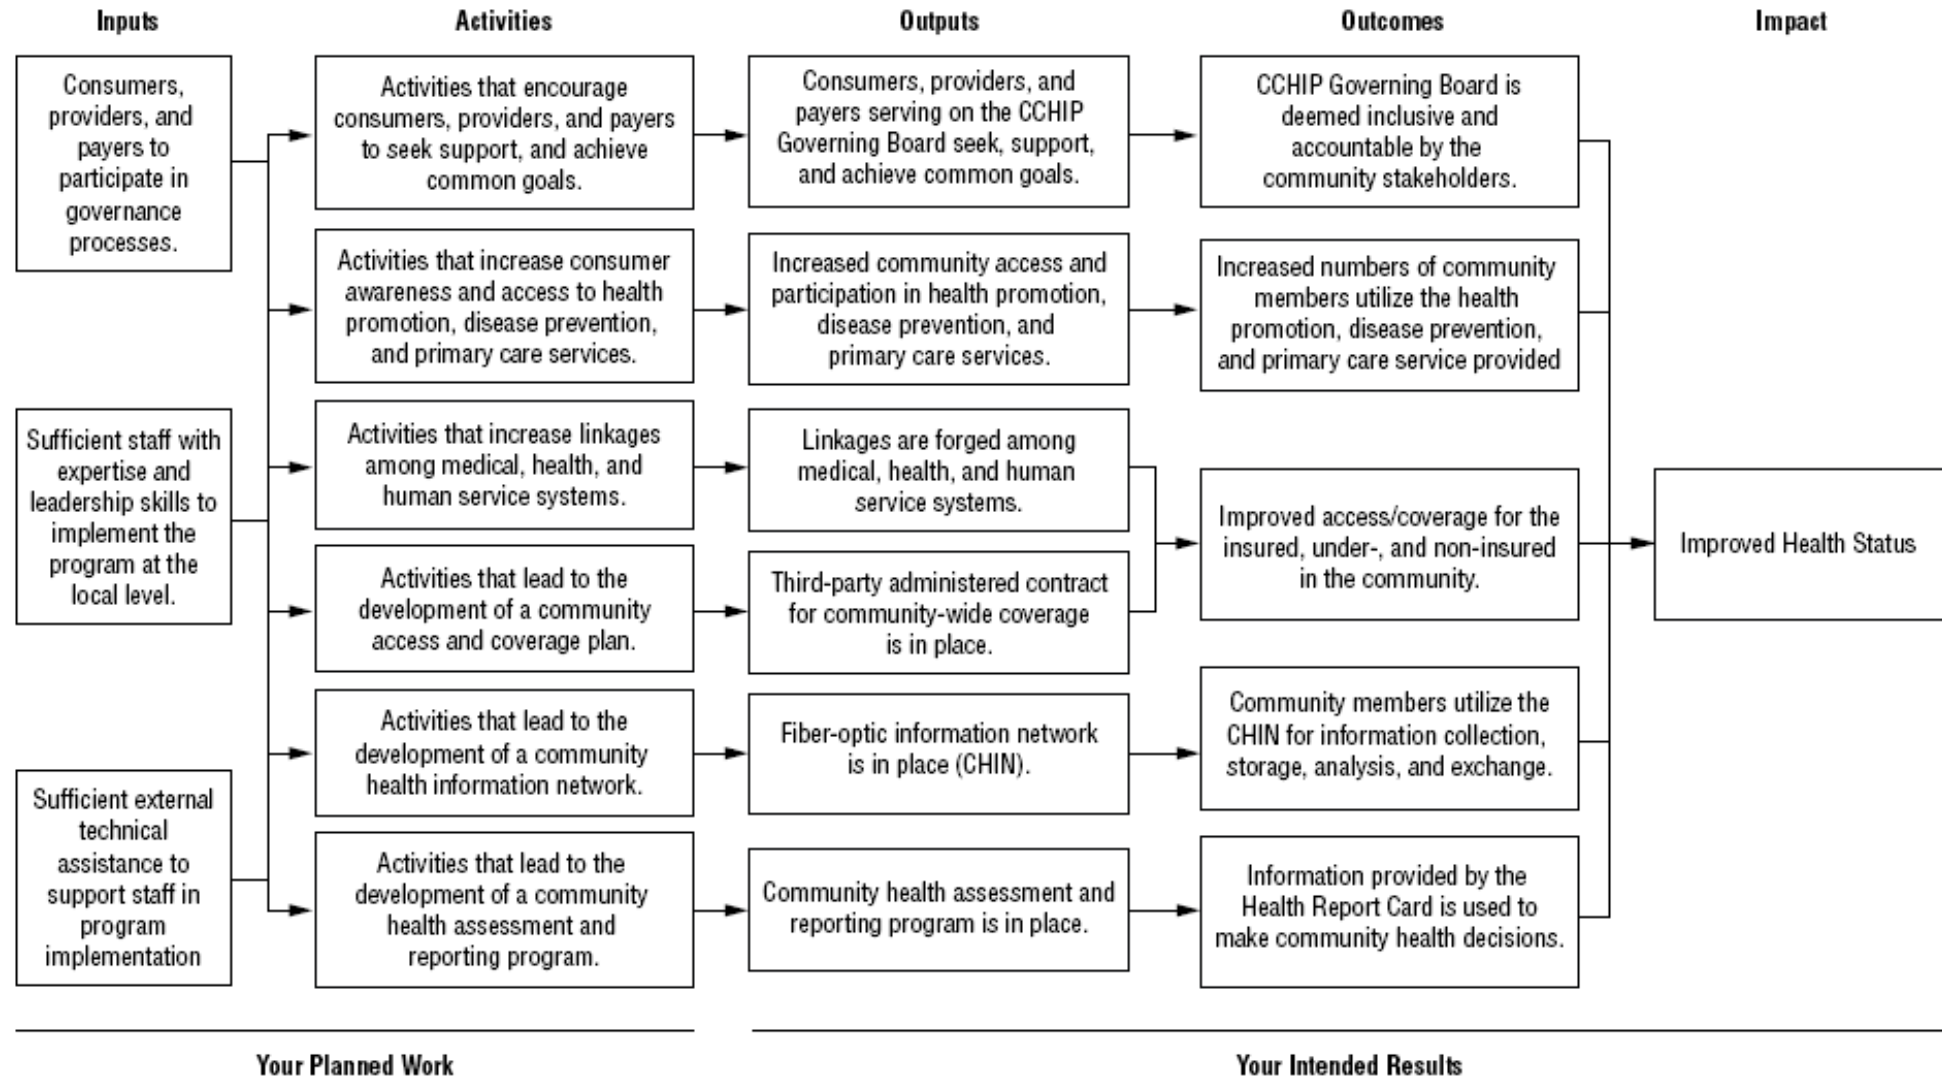 Inputs
Activities
Outputs
Outcomes
Impact
Consumers,
providers, and
payers to
participate in
governance
processes.
Sufficient staff with
expertise and
leadership skills to
implement the
program at the
local level.
Sufficient external
technical
assistance to
support staff in
program
implementation
Activities that encourage
consumers, providers, and payers
to seek support, and achieve
common goals.
Activities that increase consumer
awareness and access to health
promotion, disease prevention,
and primary care services.
Activities that increase linkages
among medical, health, and
human service systems.
Activities that lead to the
development of a community
access and coverage plan.
Activities that lead to the
development of a community
health information network.
Activities that lead to the
development of a community
health assessment and
reporting program.
Consumers, providers, and
payers serving on the CCHIP
Governing Board seek, support,
and achieve common goals.
Increased community access and
participation in health promotion,
disease prevention, and
primary care services.
Linkages are forged among
medical, health, and human
service systems.
Third-party administered contract
for community-wide coverage
is in place.
Fiber-optic information network
is in place (CHIN).
Community health assessment and
reporting program is in place.
CCHIP Governing Board is
deemed inclusive and
accountable by the
community stakeholders.
Increased numbers of community
members utilize the health
promotion, disease prevention,
and primary care service provided
Improved access/coverage for the
insured, under-, and non-insured
in the community.
Community members utilize the
CHIN for information collection,
storage, analysis, and exchange.
Information provided by the
Health Report Card is used to
make community health decisions.
Improved Health Status
Your Planned Work
Your Intended Results